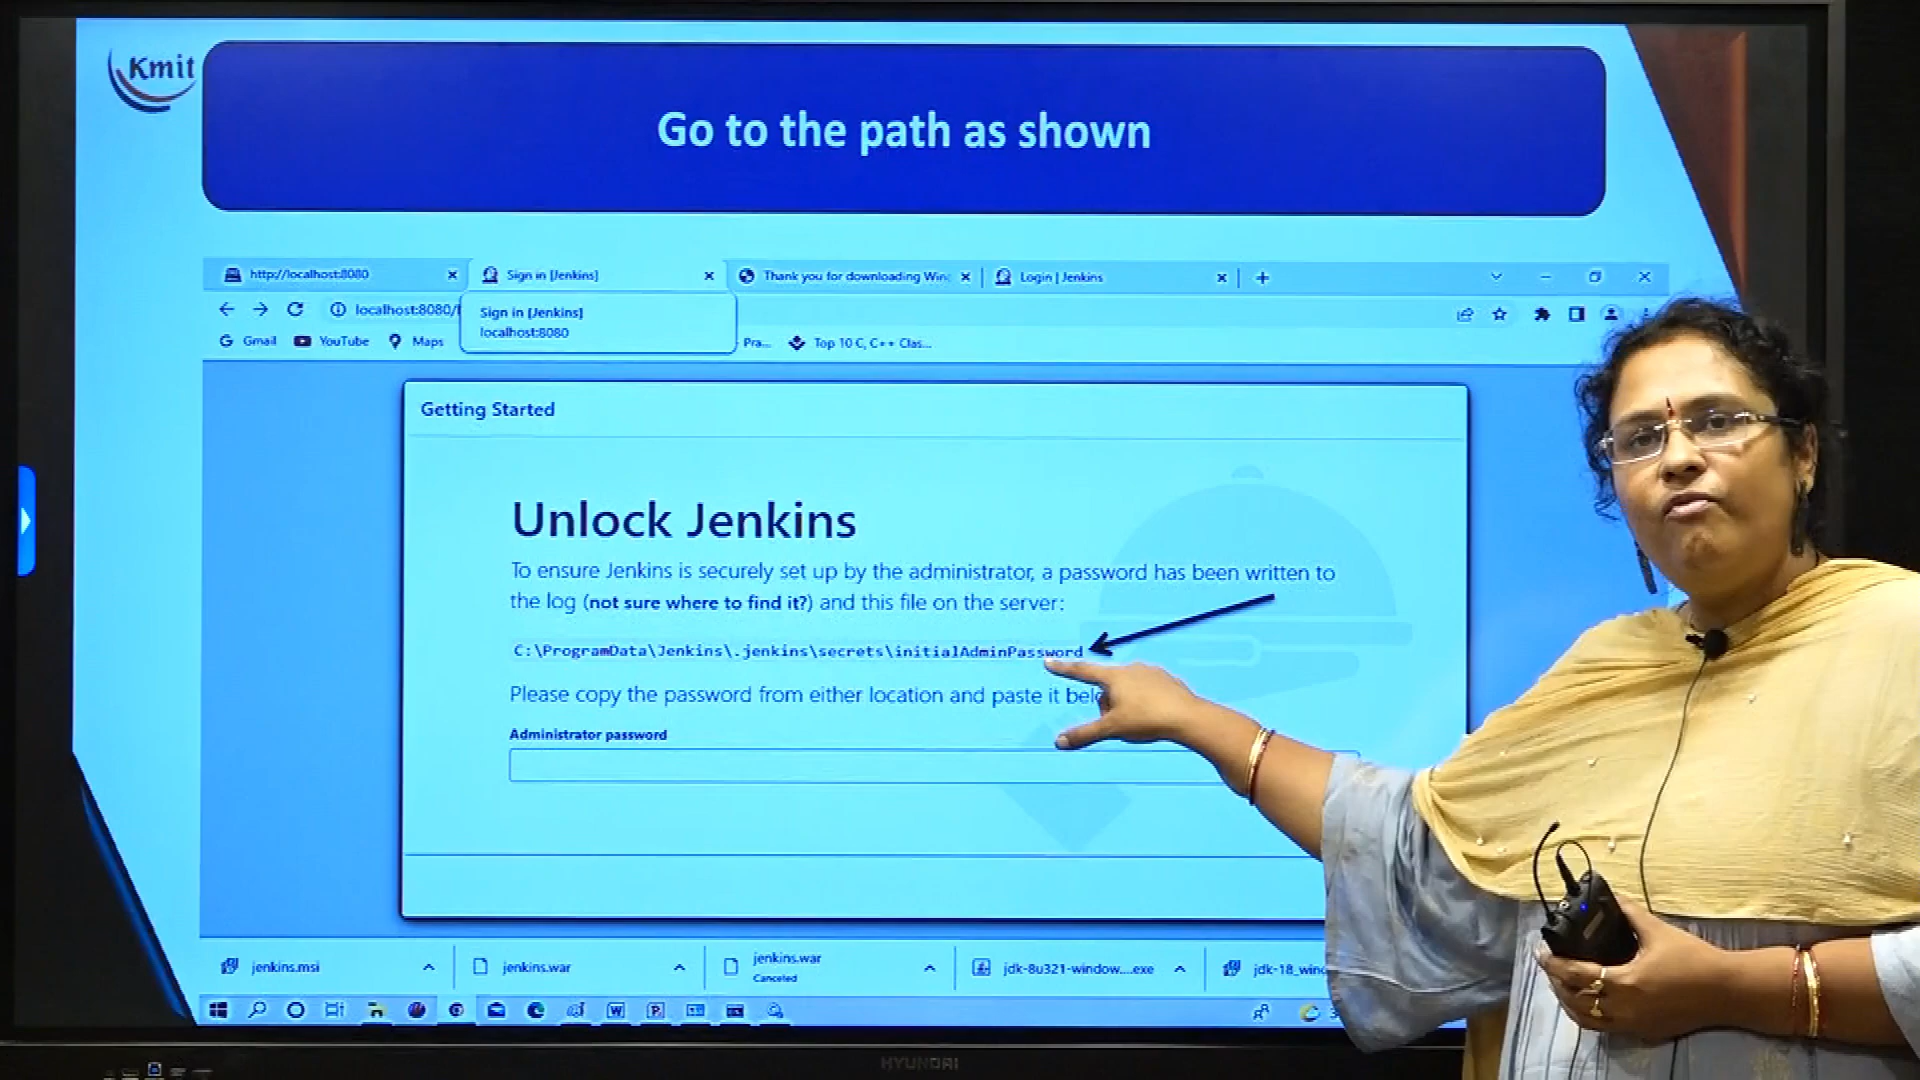 Kmit
Go to the path as shown
http://localhost:8080
Sign in [Jenkins]
Thank you for downloading Win
Login | Jenkins
localhost:8080/
Sign in [Jenkins]
localhost:8080
Gmail
YouTube
Maps
Pra...
Top 10 C, C++ Clas...
Getting Started
Unlock Jenkins
To ensure Jenkins is securely set up by the administrator, a password has been written to
the log (not sure where to find it?) and this file on the server:
C:\ProgramData\Jenkins\.jenkins\secrets\initialAdminPassword
Please copy the password from either location and paste it bel
Administrator password
jenkins.msi
jenkins.war
jenkins.war
Canceled
jdk-8u321-window....exe
jdk-18_wind
HYUNDAI